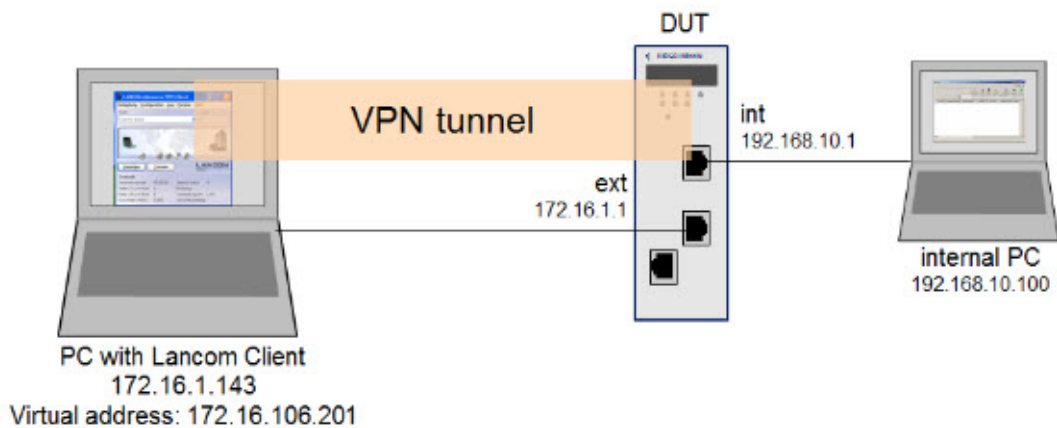 DUT
VPN tunnel
int
192.168.10.1
ext
172.16.1.1
LANCOM
internal PC
192.168.10.100
PC with Lancom Client
172.16.1.143
Virtual address: 172.16.106.201